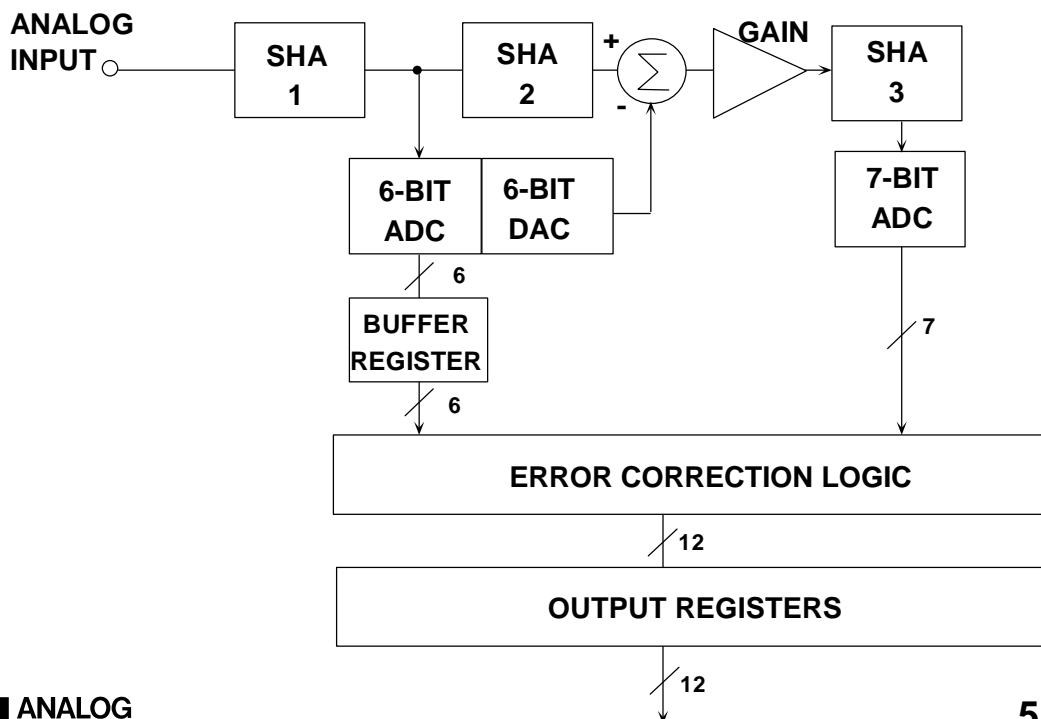 ANALOG
INPUT
SHA
1
SHA
2
+
-
Σ
GAIN
SHA
3
6-BIT
ADC
6-BIT
DAC
7-BIT
ADC
6
BUFFER
REGISTER
6
7
ERROR CORRECTION LOGIC
12
OUTPUT REGISTERS
12
ANALOG
5